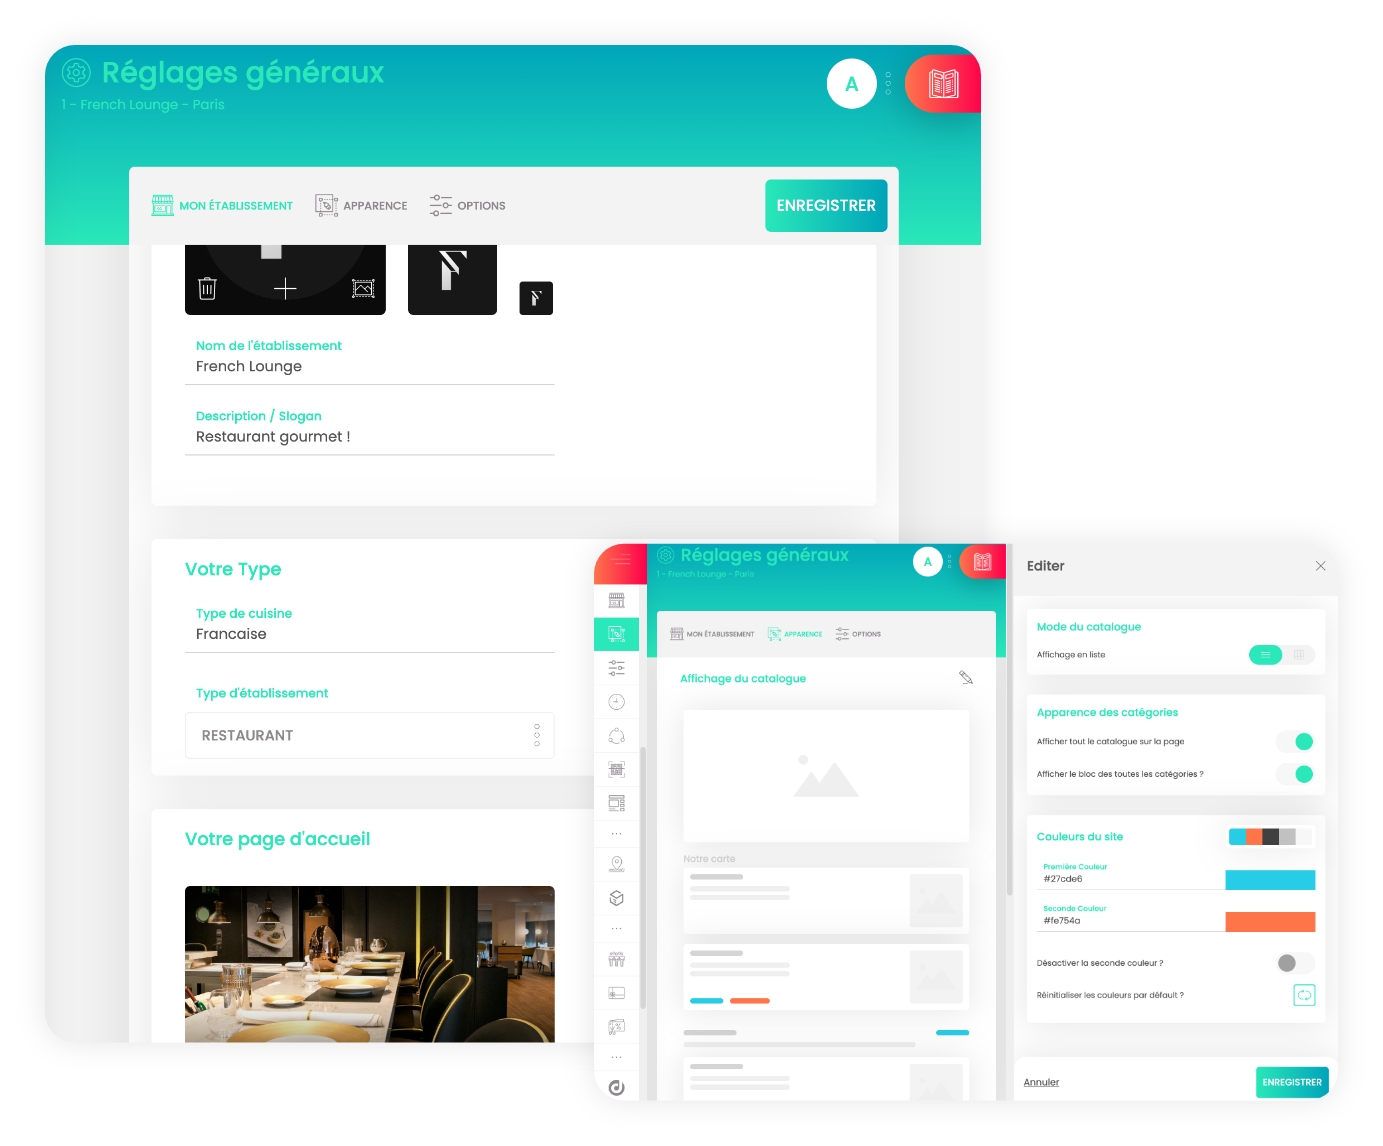 Réglages généraux
1 - French Lounge - Paris
A
MON ÉTABLISSEMENT
APPARENCE
OPTIONS
ENREGISTRER
F
F
Nom de l'établissement
French Lounge
Description / Slogan
Restaurant gourmet !
Votre Type
Type de cuisine
Francaise
Type d'établissement
RESTAURANT
Votre page d'accueil
Réglages généraux
1 - French Lounge - Paris
A
MON ÉTABLISSEMENT
APPARENCE
OPTIONS
Affichage du catalogue
Notre carte
Editer
Mode du catalogue
Affichage en liste
Apparence des catégories
Afficher tout le catalogue sur la page
Afficher le bloc des toutes les catégories ?
Couleurs du site
Première Couleur
#27cde6
Seconde Couleur
#fe754a
Désactiver la seconde couleur ?
Réinitialiser les couleurs par défault ?
Annuler
ENREGISTRER